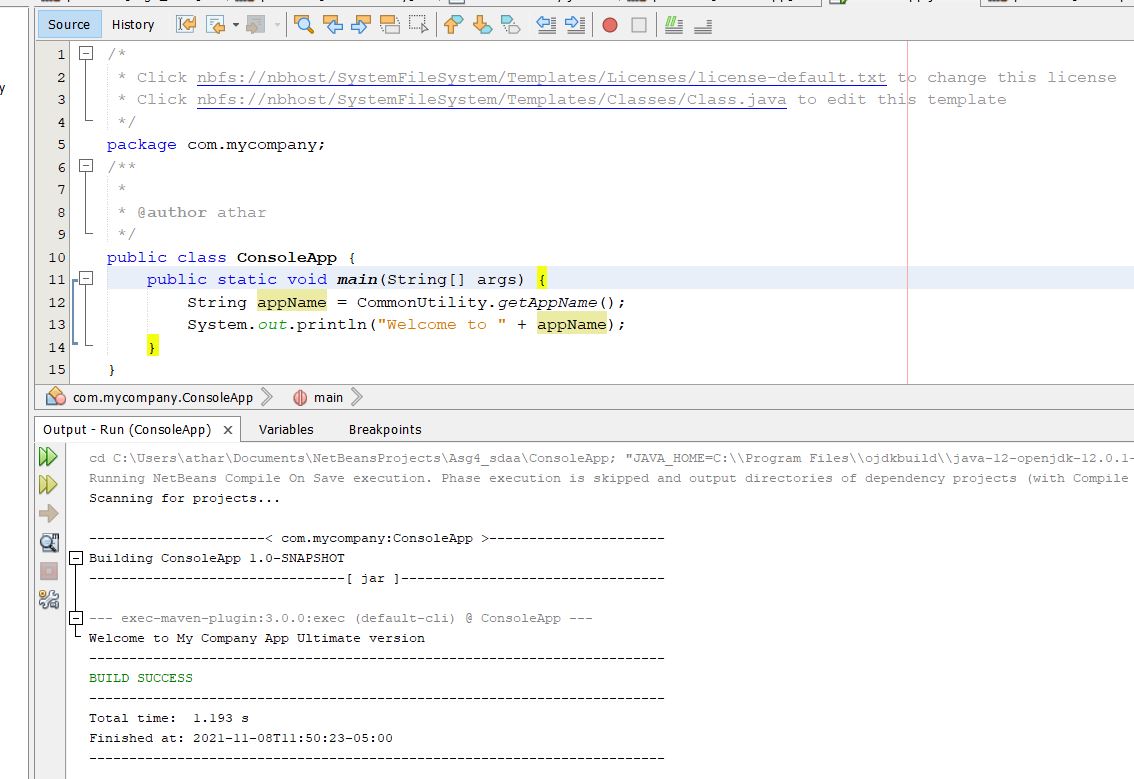 Source History
1 /*
2 * Click nbfs://nbhost/SystemFileSystem/Templates/Licenses/license-default.txt to change this license
3 * Click nbfs://nbhost/SystemFileSystem/Templates/Classes/Class.java to edit this template
4 */
5 package com.mycompany;
6 /**
7 *
8 * @author athar
9 */
10 public class ConsoleApp {
11 public static void main(String[] args) {
12 String appName = CommonUtility.getAppName();
13 System.out.println("Welcome to " + appName);
14 }
15 }
com.mycompany.ConsoleApp main
Output - Run (ConsoleApp) x Variables Breakpoints
cd C:\Users\athar\Documents\NetBeansProjects\Asg4_sdaa\ConsoleApp; "JAVA_HOME=C:\\Program Files\\ojdkbuild\\java-12-openjdk-12.0.1-
Running NetBeans Compile On Save execution. Phase execution is skipped and output directories of dependency projects (with Compile
Scanning for projects...
----------------------< com.mycompany:ConsoleApp >----------------------
Building ConsoleApp 1.0-SNAPSHOT
--------------------------------[ jar ]---------------------------------
--- exec-maven-plugin:3.0.0:exec (default-cli) @ ConsoleApp ---
Welcome to My Company App Ultimate version
------------------------------------------------------------------------
BUILD SUCCESS
------------------------------------------------------------------------
Total time: 1.193 s
Finished at: 2021-11-08T11:50:23-05:00
------------------------------------------------------------------------